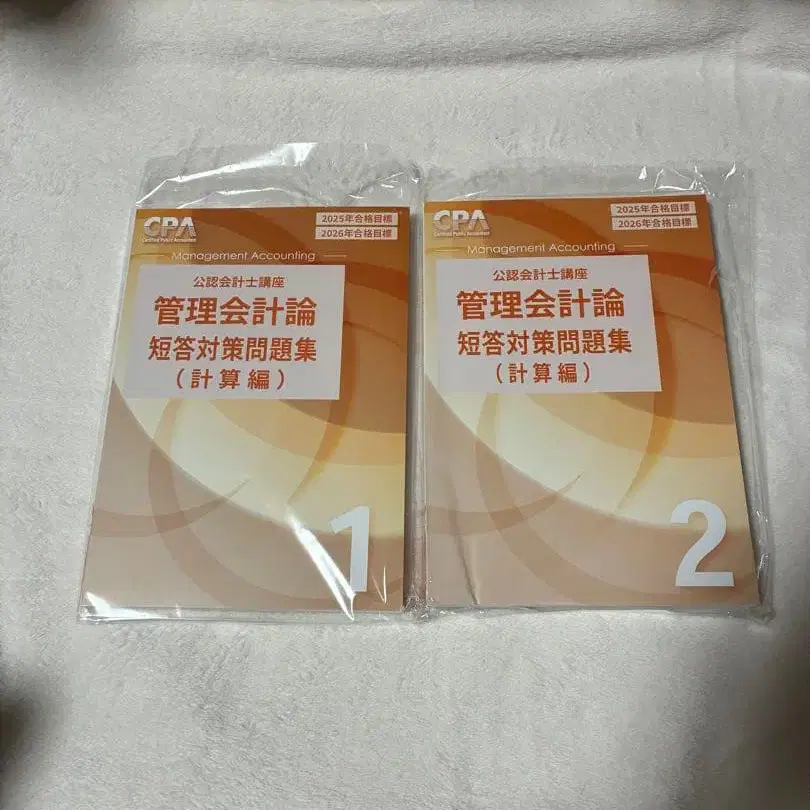 CPA
Certified Public Accountant
2025年合格目標
2026年合格目標
Management Accounting
公認会計士講座
管理会計論
短答対策問題集
(計算編)
1
CPA
Certified Public Accountant
2025年合格目標
2026年合格目標
Management Accounting
公認会計士講座
管理会計論
短答対策問題集
(計算編)
2